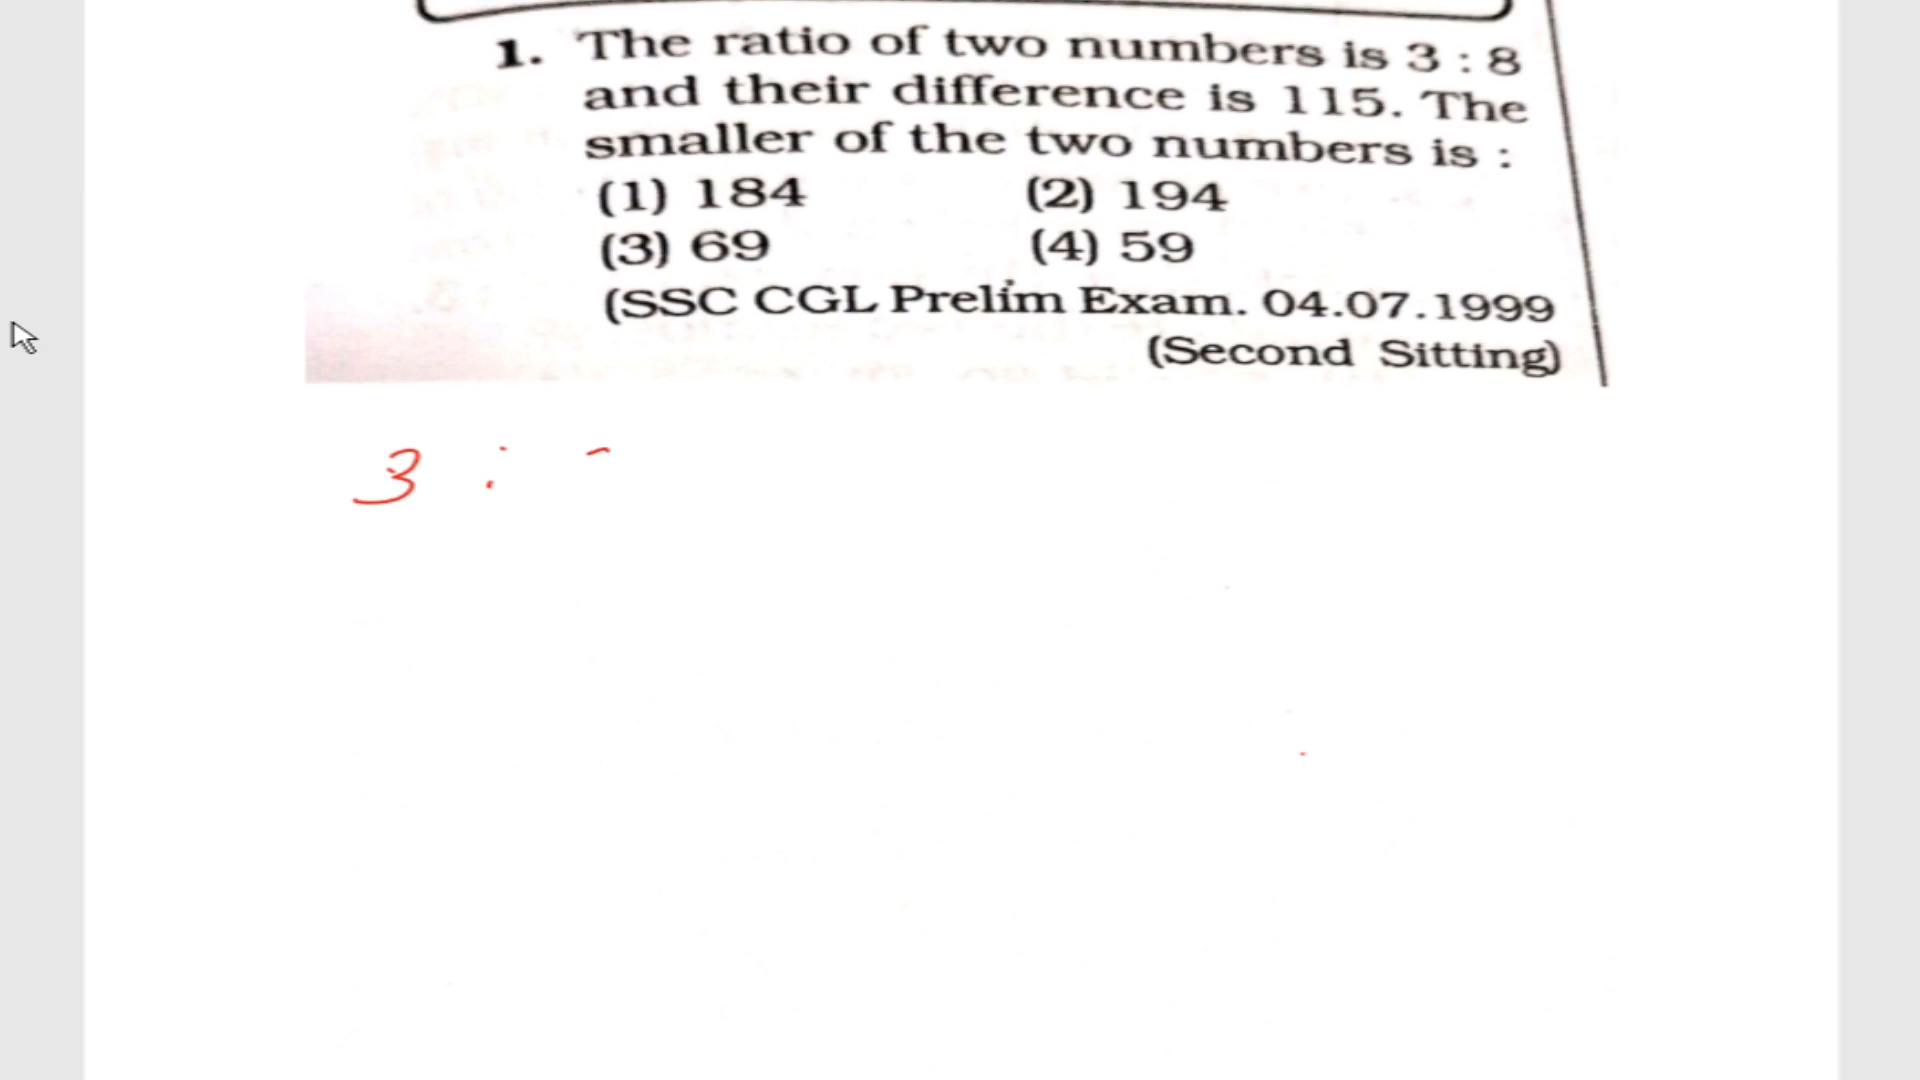 1. The ratio of two numbers is 3 : 8
and their difference is 115. The
smaller of the two numbers is :
(1) 184 (2) 194
(3) 69 (4) 59
(SSC CGL Prelim Exam. 04.07.1999
(Second Sitting)
3 :